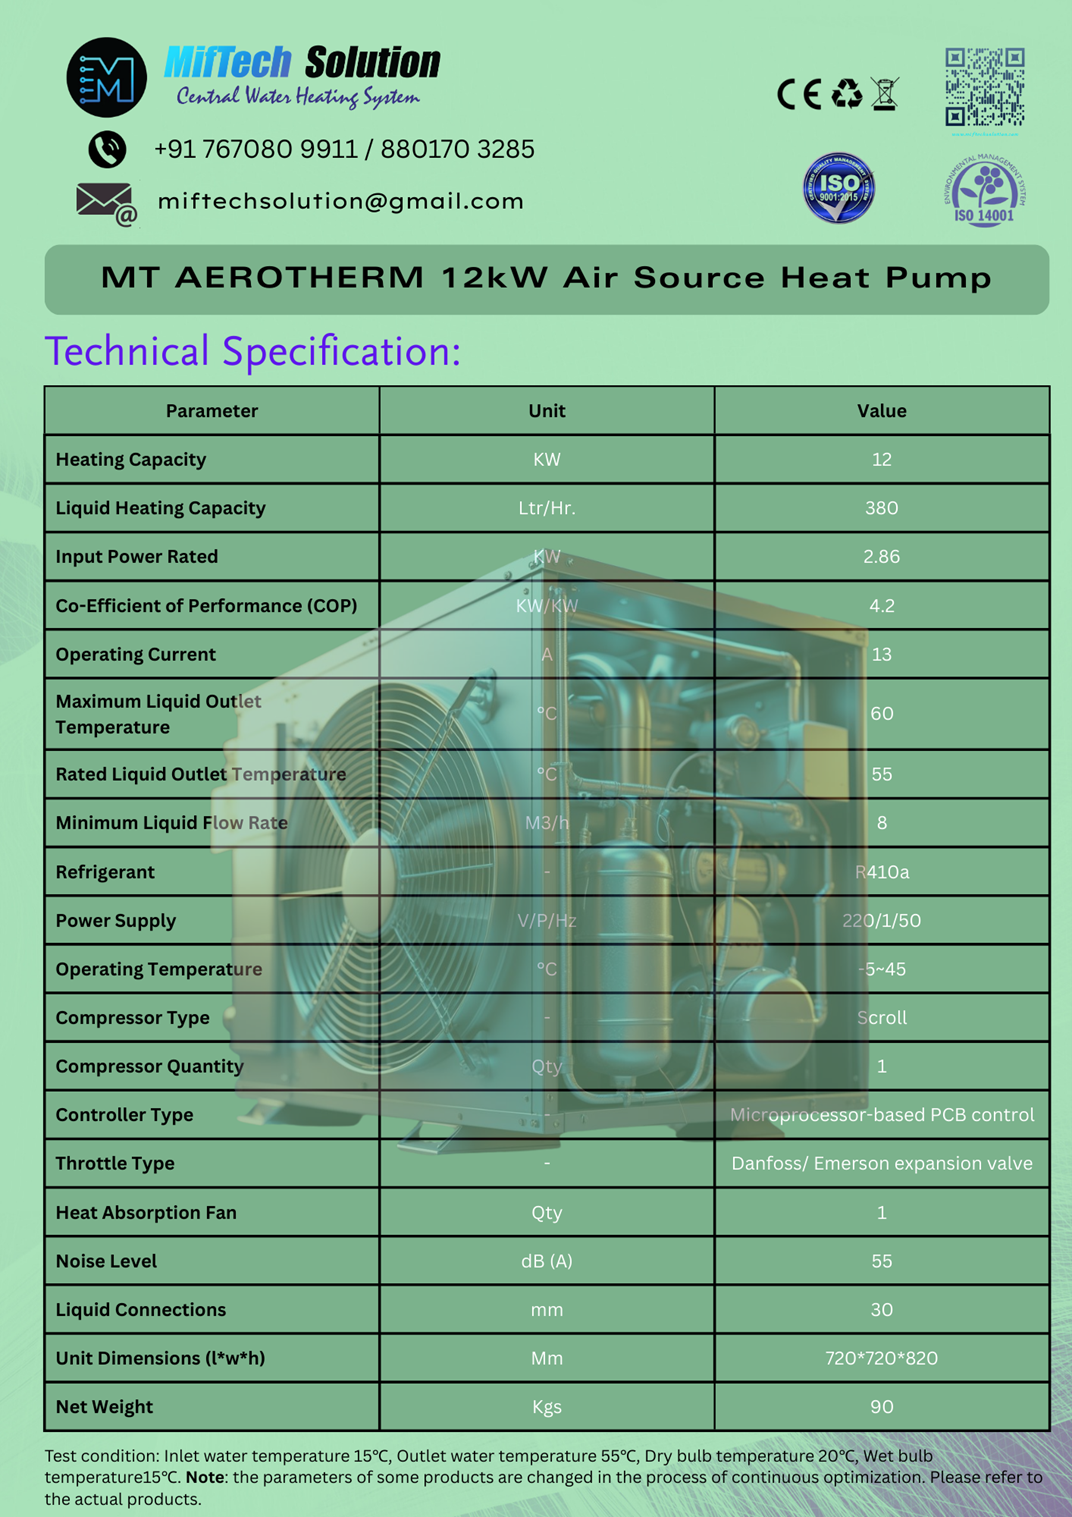 MifTech Solution
Central Water Heating System
+91 767080 9911 / 880170 3285
miftechsolution@gmail.com
ISO
9001:2015
ENVIRONMENTAL MANAGEMENT SYSTEM
ISO 14001
MT AEROTHERM 12kW Air Source Heat Pump
Technical Specification:
Parameter Unit Value
Heating Capacity KW 12
Liquid Heating Capacity Ltr/Hr. 380
Input Power Rated KW 2.86
Co-Efficient of Performance (COP) KW/KW 4.2
Operating Current A 13
Maximum Liquid Outlet
Temperature °C 60
Rated Liquid Outlet Temperature °C 55
Minimum Liquid Flow Rate M3/h 8
Refrigerant - R410a
Power Supply V/P/Hz 220/1/50
Operating Temperature °C -5~45
Compressor Type - Scroll
Compressor Quantity Qty 1
Controller Type - Microprocessor-based PCB control
Throttle Type - Danfoss/ Emerson expansion valve
Heat Absorption Fan Qty 1
Noise Level dB (A) 55
Liquid Connections mm 30
Unit Dimensions (l*w*h) Mm 720*720*820
Net Weight Kgs 90
Test condition: Inlet water temperature 15°C, Outlet water temperature 55°C, Dry bulb temperature 20°C, Wet bulb
temperature15°C. Note: the parameters of some products are changed in the process of continuous optimization. Please refer to
the actual products.